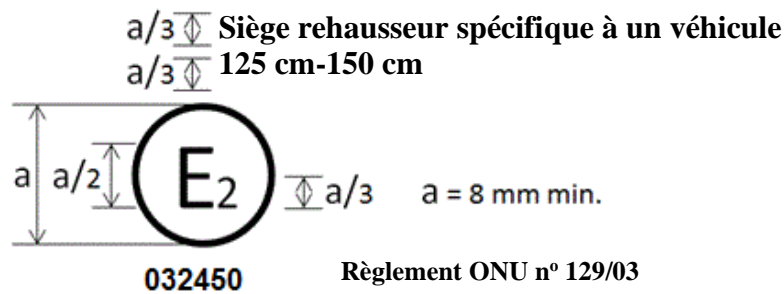 a/3 Siège rehausseur spécifique à un véhicule
a/3 125 cm-150 cm
a a/2 E2 a/3 a = 8 mm min.
032450 Règlement ONU nº 129/03